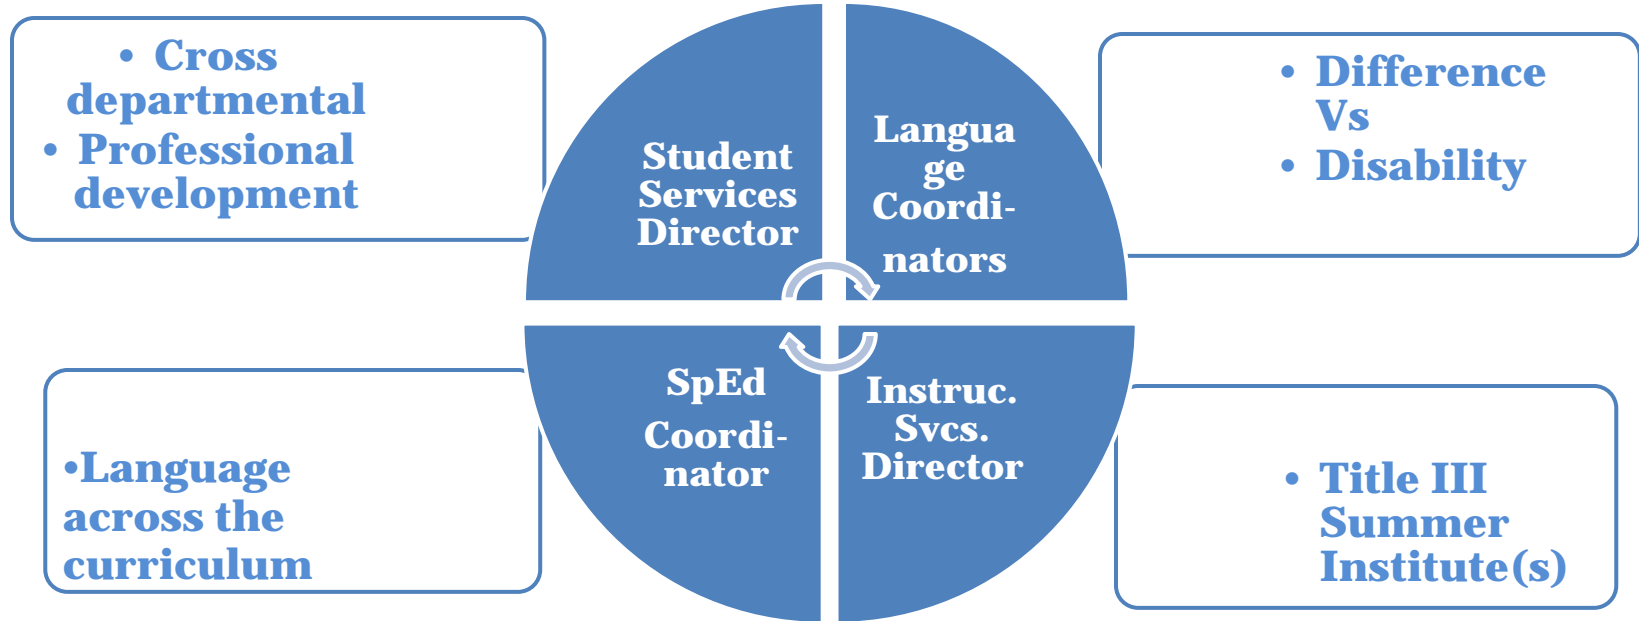 • Cross
departmental
• Professional
development
Student
Services
Director
Langua
ge
Coordi-
nators
• Difference
Vs
• Disability
•Language
across the
curriculum
SpEd
Coordi-
nator
Instruc.
Svcs.
Director
• Title III
Summer
Institute(s)